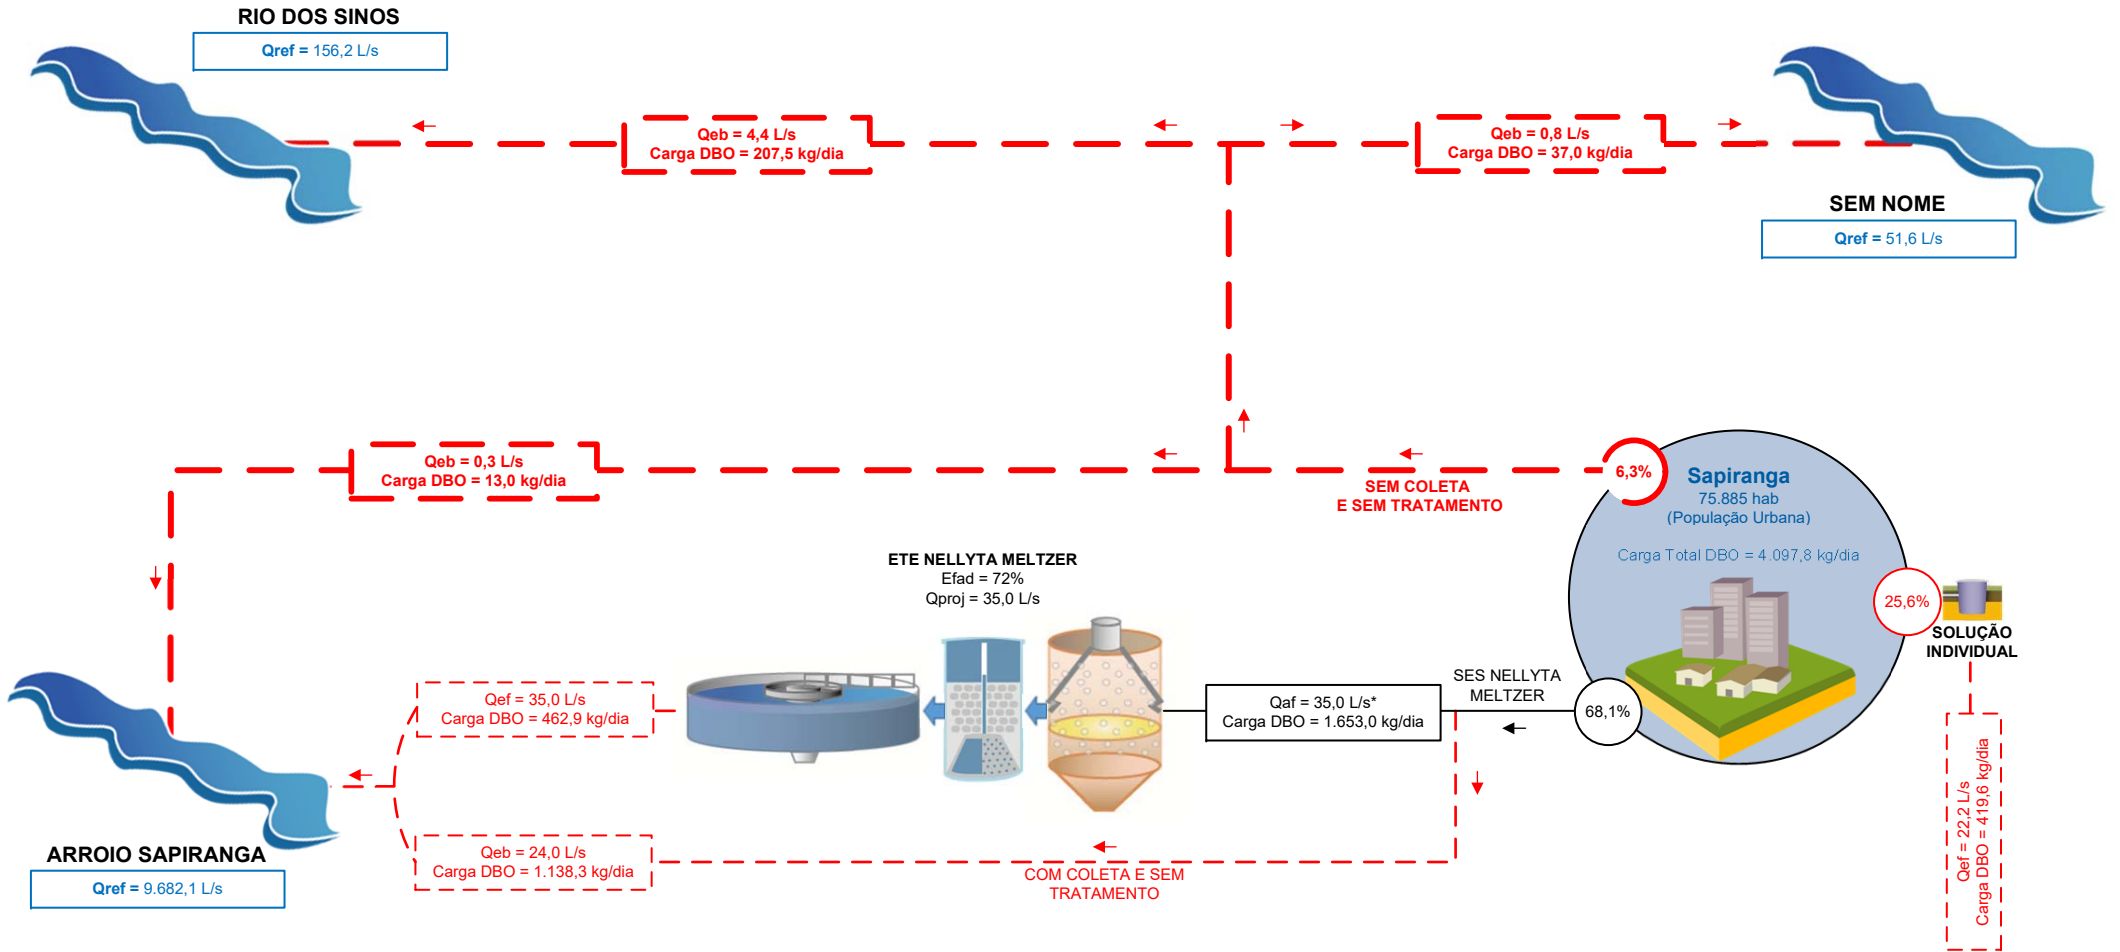 RIO DOS SINOS
Qref = 156,2 L/s
Qeb = 4,4 L/s
Carga DBO = 207,5 kg/dia
Qeb = 0,8 L/s
Carga DBO = 37,0 kg/dia
SEM NOME
Qref = 51,6 L/s
Qeb = 0,3 L/s
Carga DBO = 13,0 kg/dia
SEM COLETA
E SEM TRATAMENTO
6,3%
Sapiranga
75.885 hab
(População Urbana)
Carga Total DBO = 4.097,8 kg/dia
ETE NELLYTA MELTZER
Efad = 72%
Qproj = 35,0 L/s
25,6%
SOLUÇÃO
INDIVIDUAL
Qef = 35,0 L/s
Carga DBO = 462,9 kg/dia
Qaf = 35,0 L/s*
Carga DBO = 1.653,0 kg/dia
SES NELLYTA
MELTZER
68,1%
Qef = 22,2 L/s
Carga DBO = 419,6 kg/dia
ARROIO SAPIRANGA
Qref = 9.682,1 L/s
Qeb = 24,0 L/s
Carga DBO = 1.138,3 kg/dia
COM COLETA E SEM
TRATAMENTO